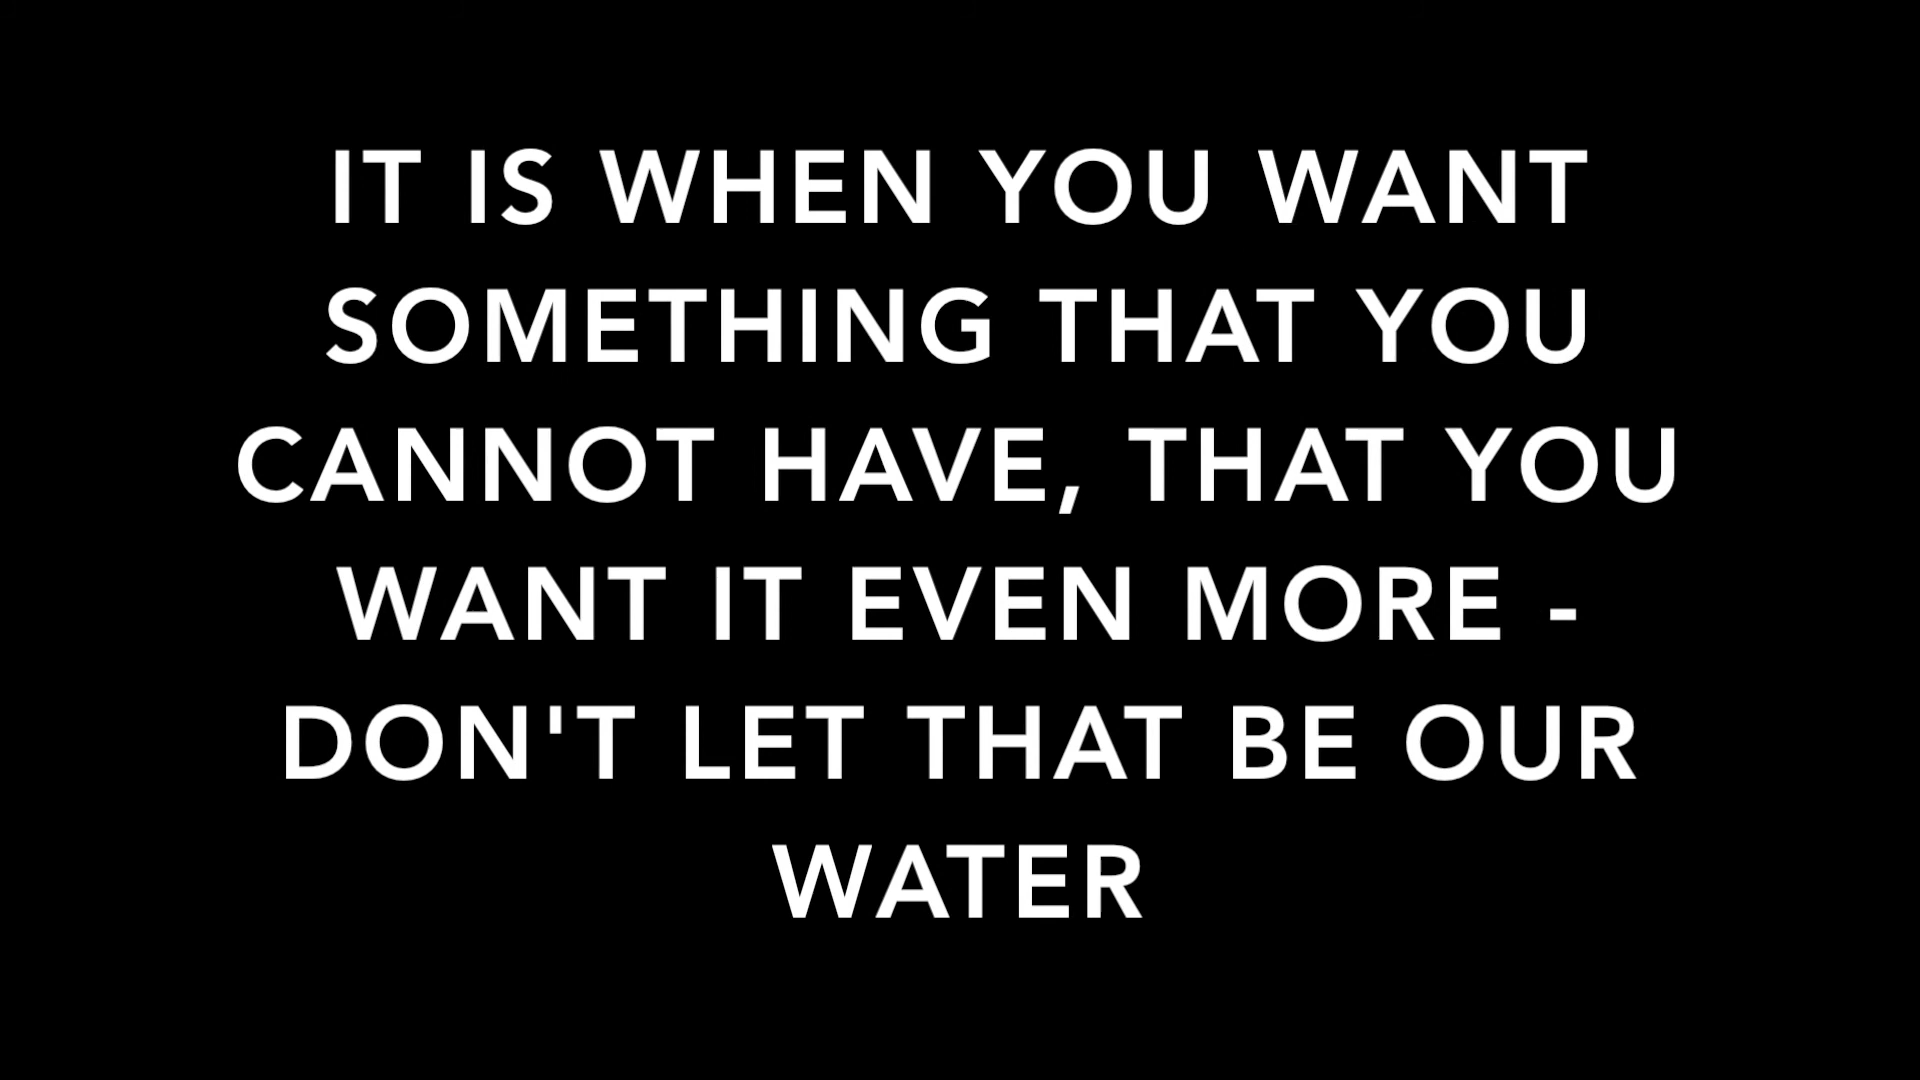 IT IS WHEN YOU WANT
SOMETHING THAT YOU
CANNOT HAVE, THAT YOU
WANT IT EVEN MORE -
DON'T LET THAT BE OUR
WATER